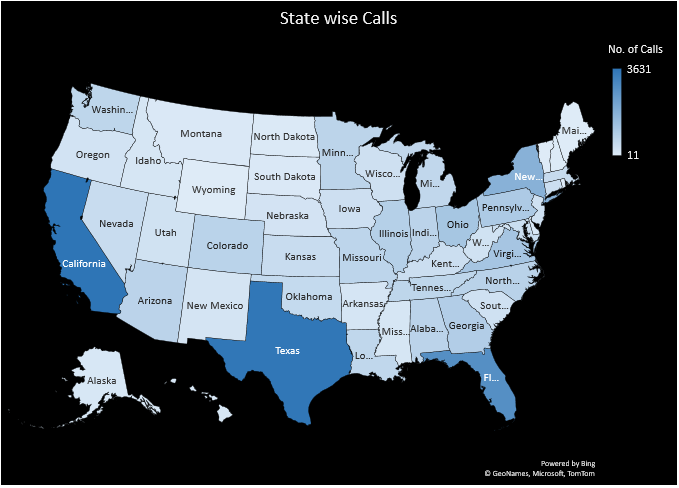 State wise Calls
No. of Calls
3631
11
Washin...
Montana
North Dakota
Minn...
Mai...
Oregon
Idaho
Wisco...
South Dakota
Mi...
New...
Wyoming
Iowa
Pennsylv...
Nebraska
Nevada
Utah
Illinois
Indi...
Ohio
Colorado
W...
Virgi...
Kansas
Missouri
Kent...
California
North...
Tennes...
Arizona
New Mexico
Oklahoma
Arkansas
Sout...
Miss...
Alaba...
Georgia
Texas
Lo...
Fl...
Alaska
Powered by Bing
© GeoNames, Microsoft, TomTom